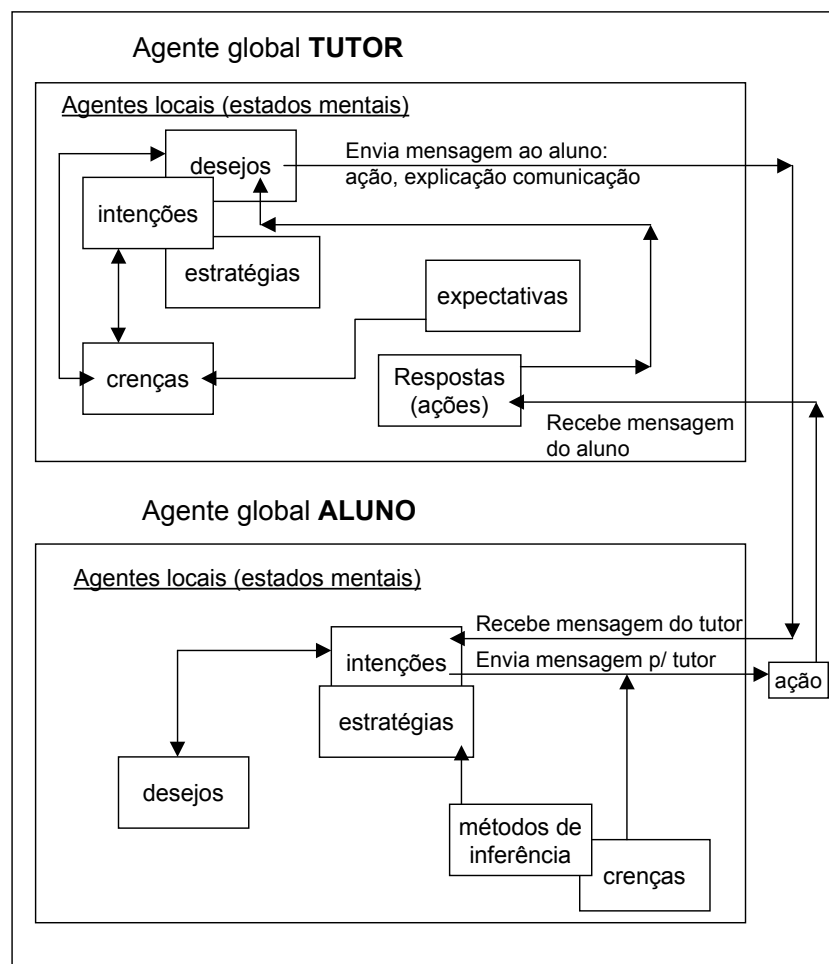 Agente global TUTOR
Agentes locais (estados mentais)
desejos
Envia mensagem ao aluno:
ação, explicação comunicação
intenções
estratégias
expectativas
crenças
Respostas
(ações)
Recebe mensagem
do aluno
Agente global ALUNO
Agentes locais (estados mentais)
Recebe mensagem do tutor
intenções
Envia mensagem p/ tutor
ação
estratégias
desejos
métodos de
inferência
crenças